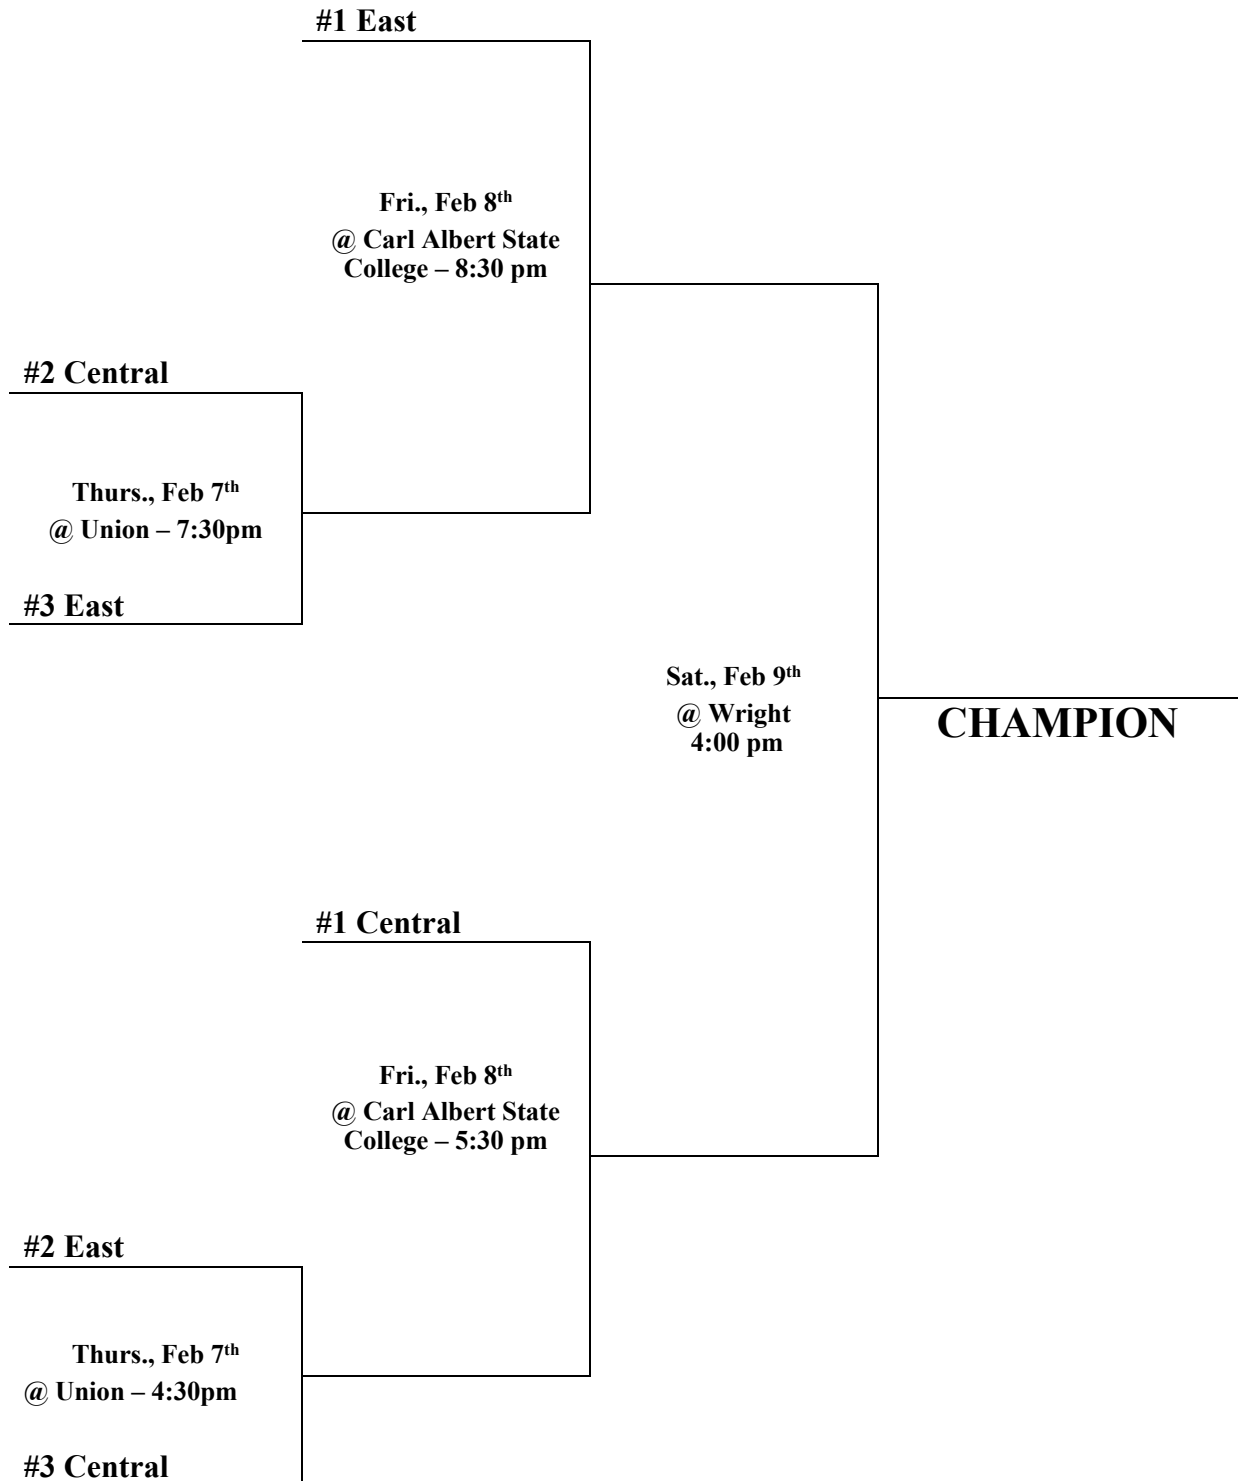 #1 East
Fri., Feb 8th
@ Carl Albert State
College – 8:30 pm
#2 Central
Thurs., Feb 7th
@ Union – 7:30pm
#3 East
Sat., Feb 9th
@ Wright
4:00 pm
CHAMPION
#1 Central
Fri., Feb 8th
@ Carl Albert State
College – 5:30 pm
#2 East
Thurs., Feb 7th
@ Union – 4:30pm
#3 Central